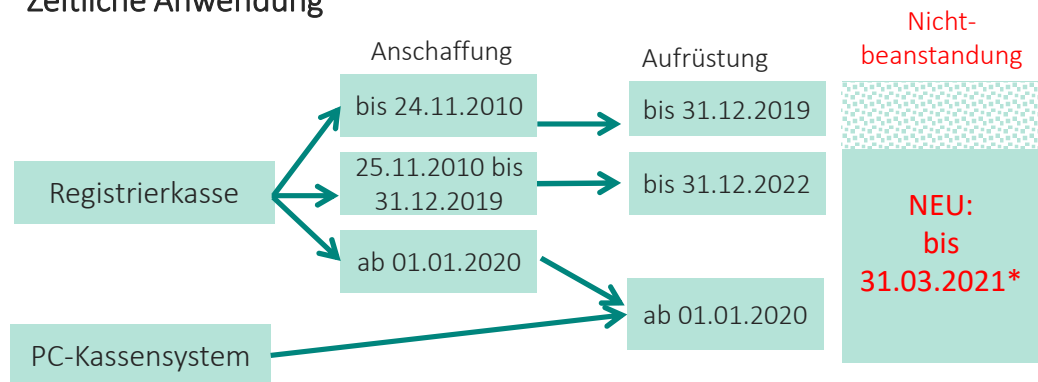 Zeitliche Anwendung
Nicht-
beanstandung
Anschaffung
Aufrüstung
bis 24.11.2010
bis 31.12.2019
Registrierkasse
25.11.2010 bis
31.12.2019
bis 31.12.2022
NEU:
bis
31.03.2021*
ab 01.01.2020
ab 01.01.2020
PC-Kassensystem